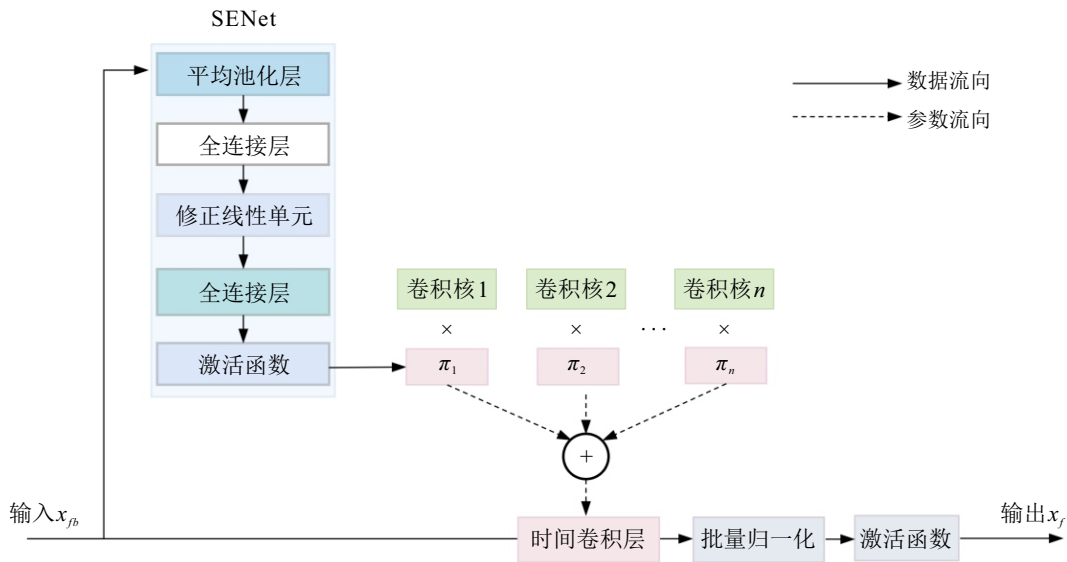 SENet
平均池化层
全连接层
修正线性单元
全连接层
激活函数
数据流向
参数流向
卷积核1 卷积核2 卷积核n
× × ··· ×
π₁ π₂ πₙ
+
输入x_{fb}
时间卷积层 批量归一化 激活函数
输出x_f